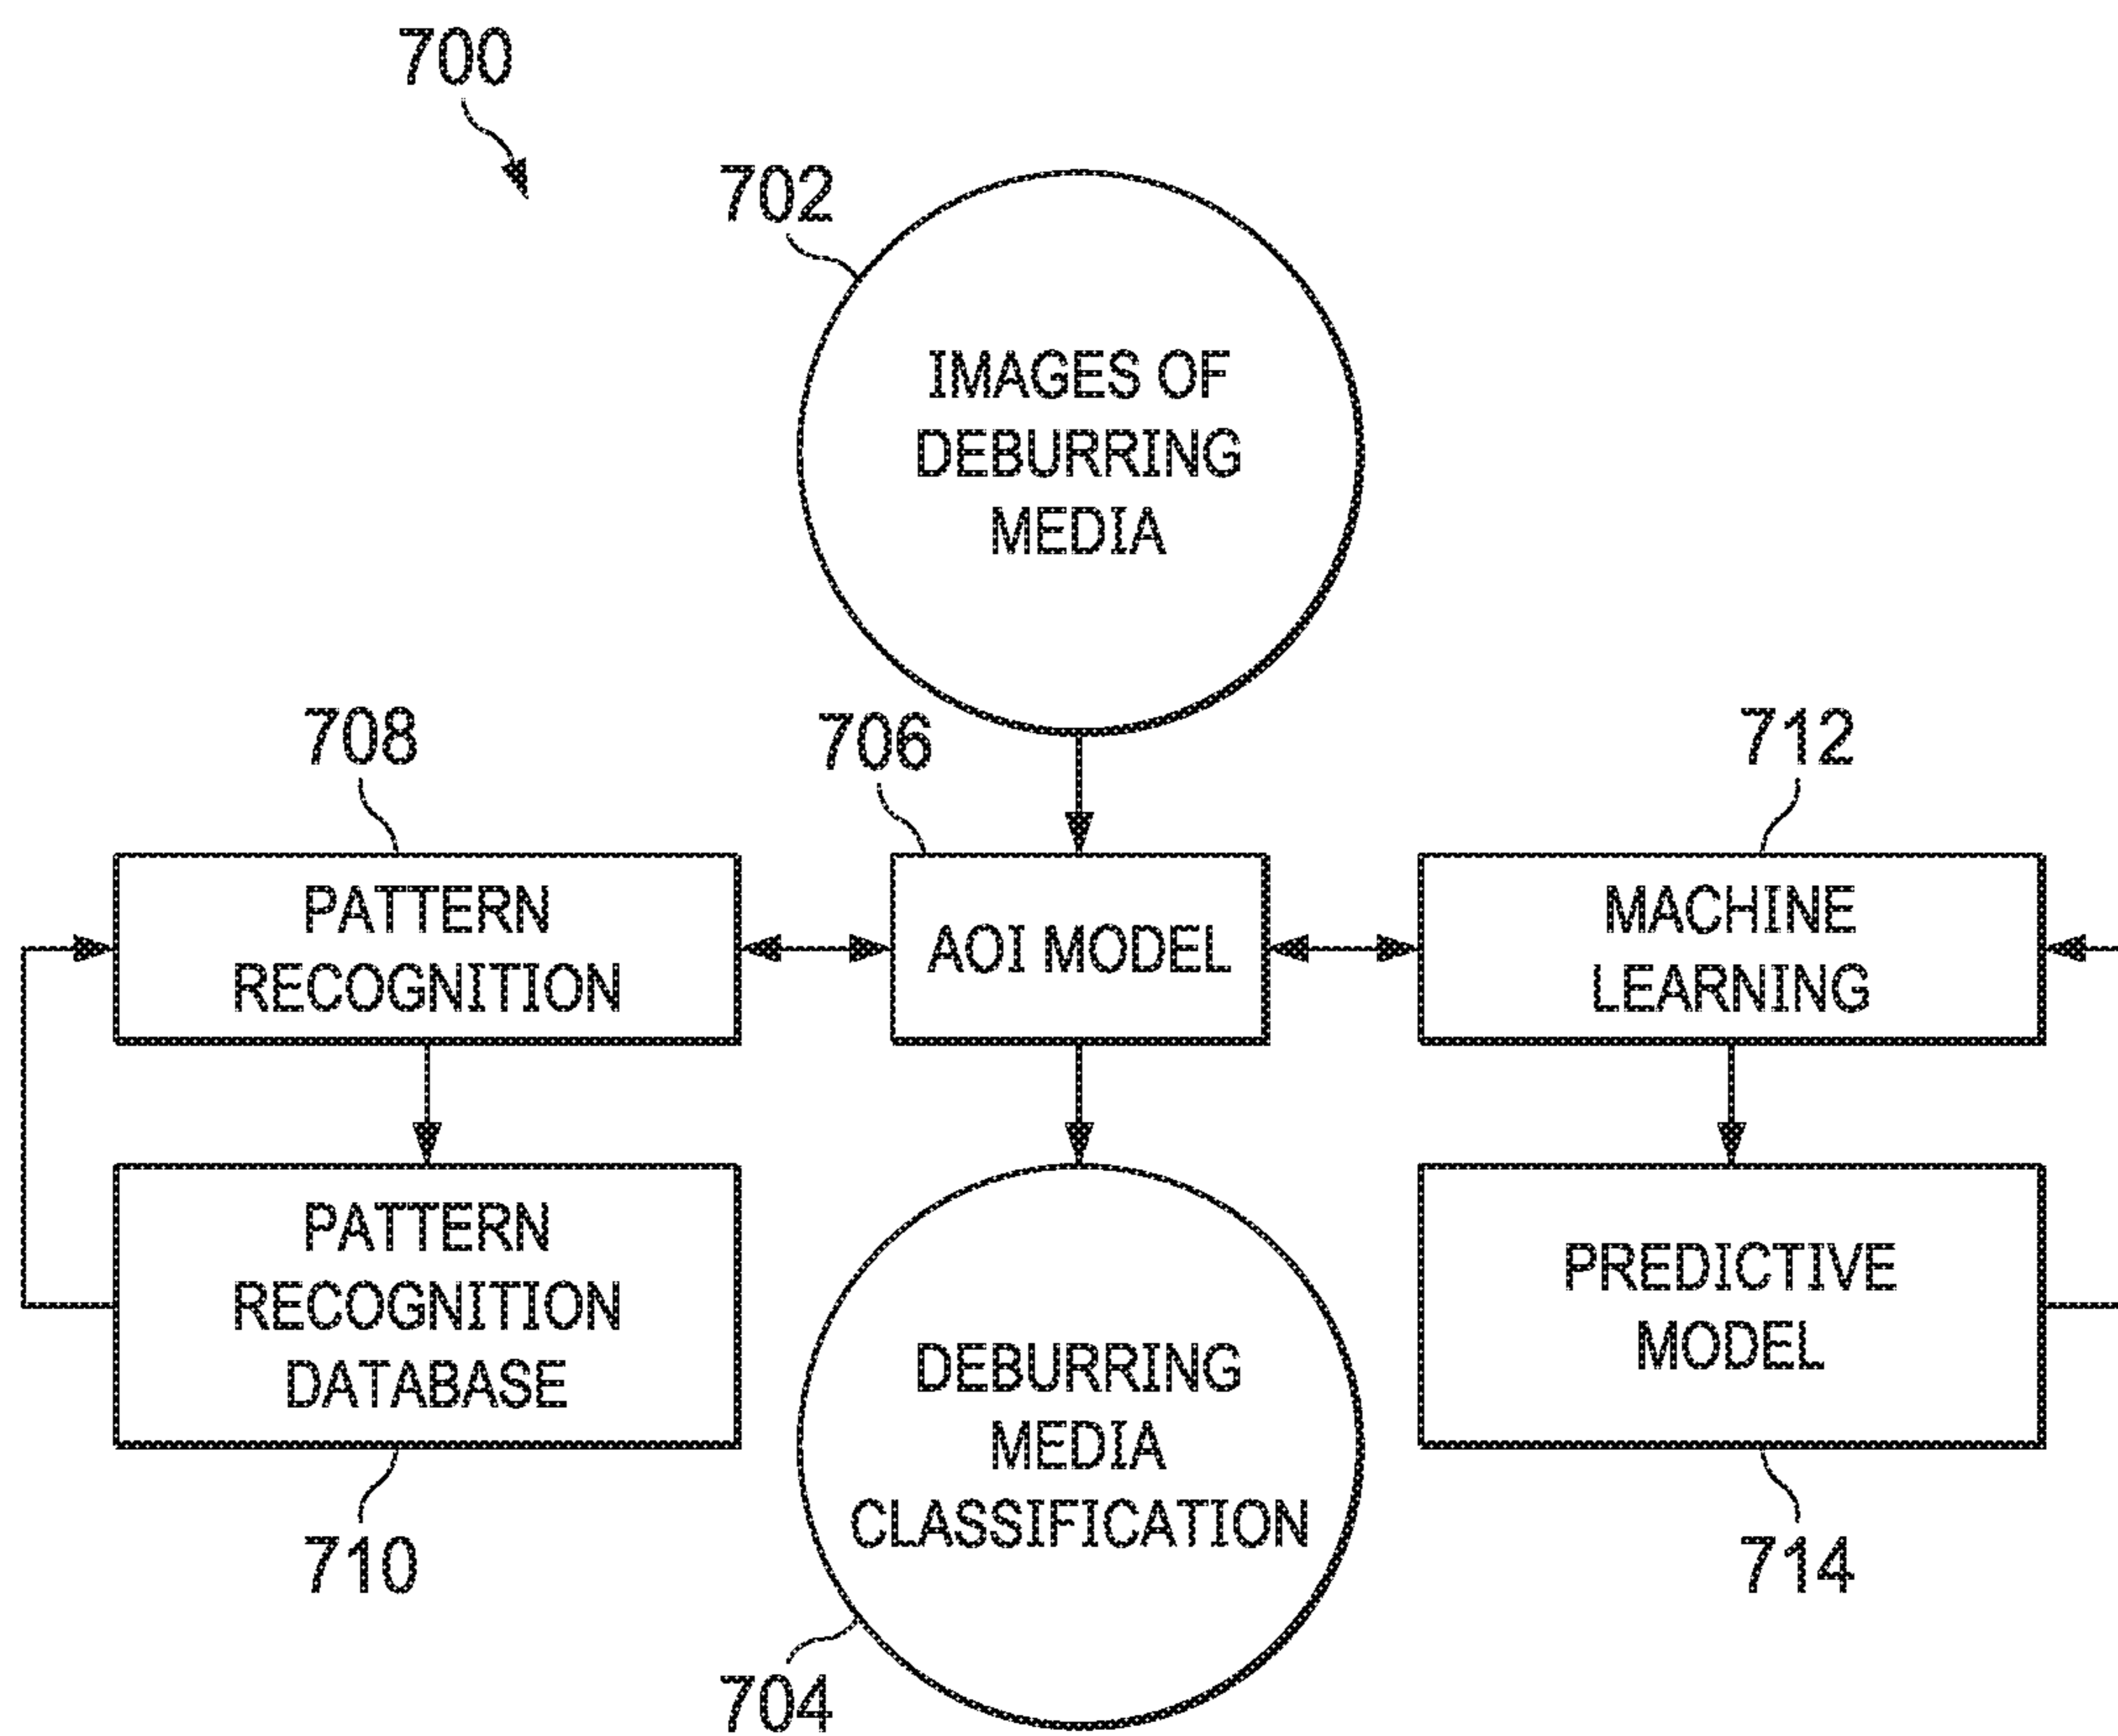 700
702
IMAGES OF
DEBURRING
MEDIA
708
706
712
PATTERN
RECOGNITION
AOI MODEL
MACHINE
LEARNING
PATTERN
RECOGNITION
DATABASE
DEBURRING
MEDIA
CLASSIFICATION
PREDICTIVE
MODEL
710
704
714